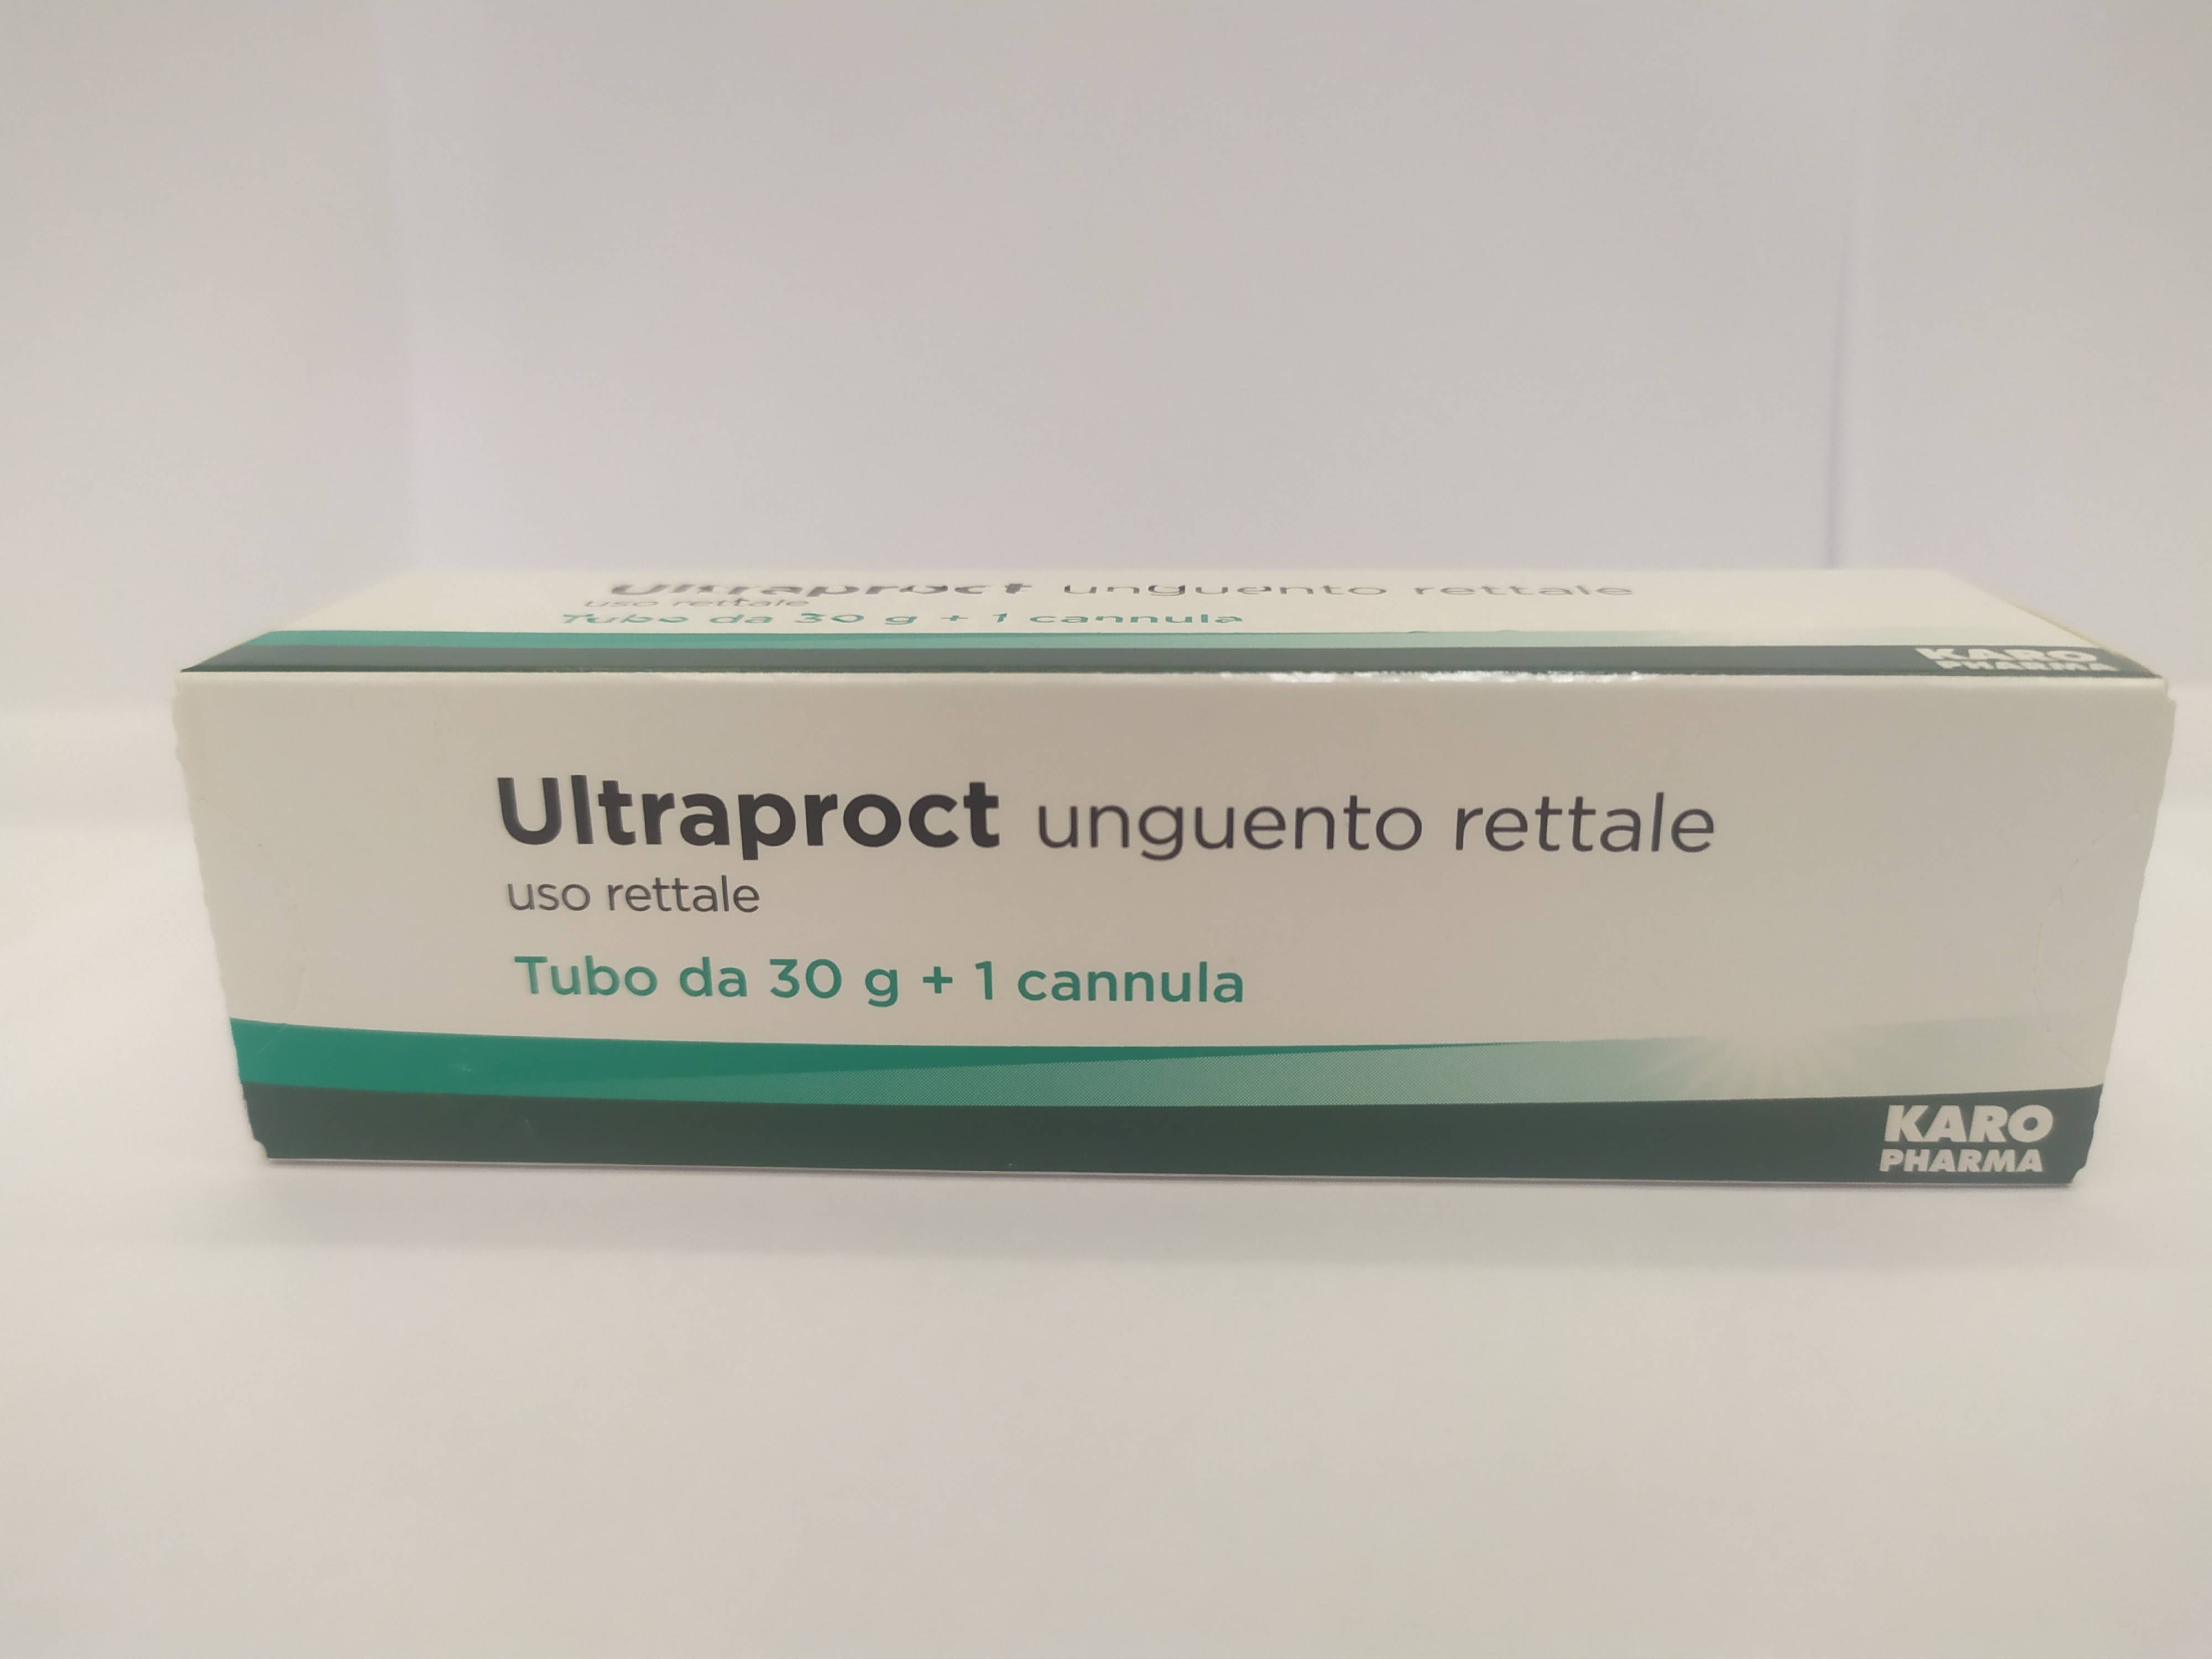 Ultraproct unguento rettale
uso rettale
Tubo da 30 g + 1 cannula
KARO
PHARMA
Ultraproct unguento rettale
uso rettale
Tubo da 30 g + 1 cannula
KARO
PHARMA